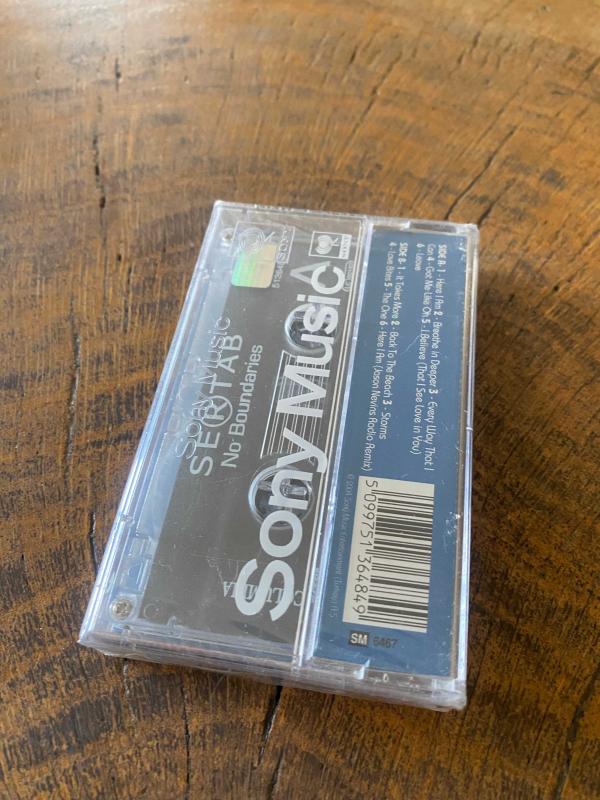 SIDE A- 1 - Here I Am 2 - Breathe in Deeper 3 - Every Way That I
Can 4 - Got Me Like Oh 5 - I Believe (That I See Love in You)
6 - Leave
SIDE B- 1 - It Takes More 2 - Back To The Beach 3 - Storms
4 - Love Bites 5 - The One 6 - Here I Am (Jason Nevins Radio Remix)
5 099751 364849
SM 6467
Sony Music
Sony Music
SERTAB
No Boundaries